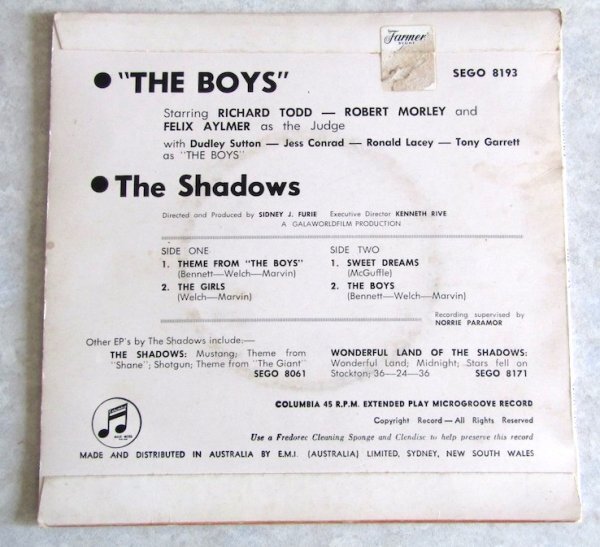 Farmer
"THE BOYS"
SEGO 8193
Starring RICHARD TODD — ROBERT MORLEY and
FELIX AYLMER as the Judge
with Dudley Sutton — Jess Conrad — Ronald Lacey — Tony Garrett
as "THE BOYS"
The Shadows
Directed and Produced by SIDNEY J. FURIE Executive Director KENNETH RIVE
A GALAWORLDFILM PRODUCTION
SIDE ONE
1. THEME FROM "THE BOYS"
(Bennett—Welch—Marvin)
2. THE GIRLS
(Welch—Marvin)
SIDE TWO
1. SWEET DREAMS
(McGuffie)
2. THE BOYS
(Bennett—Welch—Marvin)
Recording supervised by
NORRIE PARAMOR
Other EP's by The Shadows include:—
THE SHADOWS: Mustang; Theme from
"Shane"; Shotgun; Theme from "The Giant"
SEGO 8061
WONDERFUL LAND OF THE SHADOWS:
Wonderful Land; Midnight; Stars fell on
Stockton; 36—24—36 SEGO 8171
COLUMBIA 45 R.P.M. EXTENDED PLAY MICROGROOVE RECORD
Copyright Record — All Rights Reserved
Use a Fredorec Cleaning Sponge and Clendisc to help preserve this record
MADE AND DISTRIBUTED IN AUSTRALIA BY E.M.I. (AUSTRALIA) LIMITED, SYDNEY, NEW SOUTH WALES